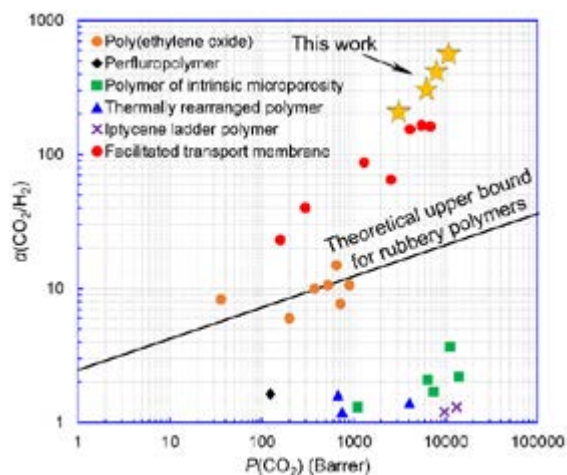 1000
100
10
1
α(CO2/H2)
Poly(ethylene oxide)
Perfluropolymer
Polymer of intrinsic microporosity
Thermally rearranged polymer
Iptycene ladder polymer
Facilitated transport membrane
This work
Theoretical upper bound
for rubbery polymers
1
10
100
1000
10000
100000
P(CO2) (Barrer)